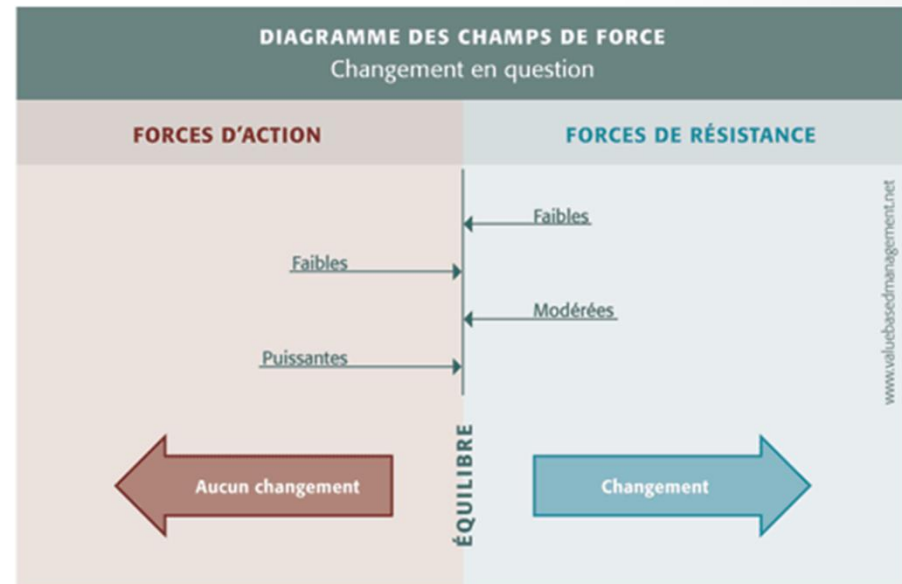 DIAGRAMME DES CHAMPS DE FORCE
Changement en question
FORCES D'ACTION
FORCES DE RÉSISTANCE
Faibles
Faibles
Modérées
Puissantes
Aucun changement
ÉQUILIBRE
Changement
www.valuebasedmanagement.net